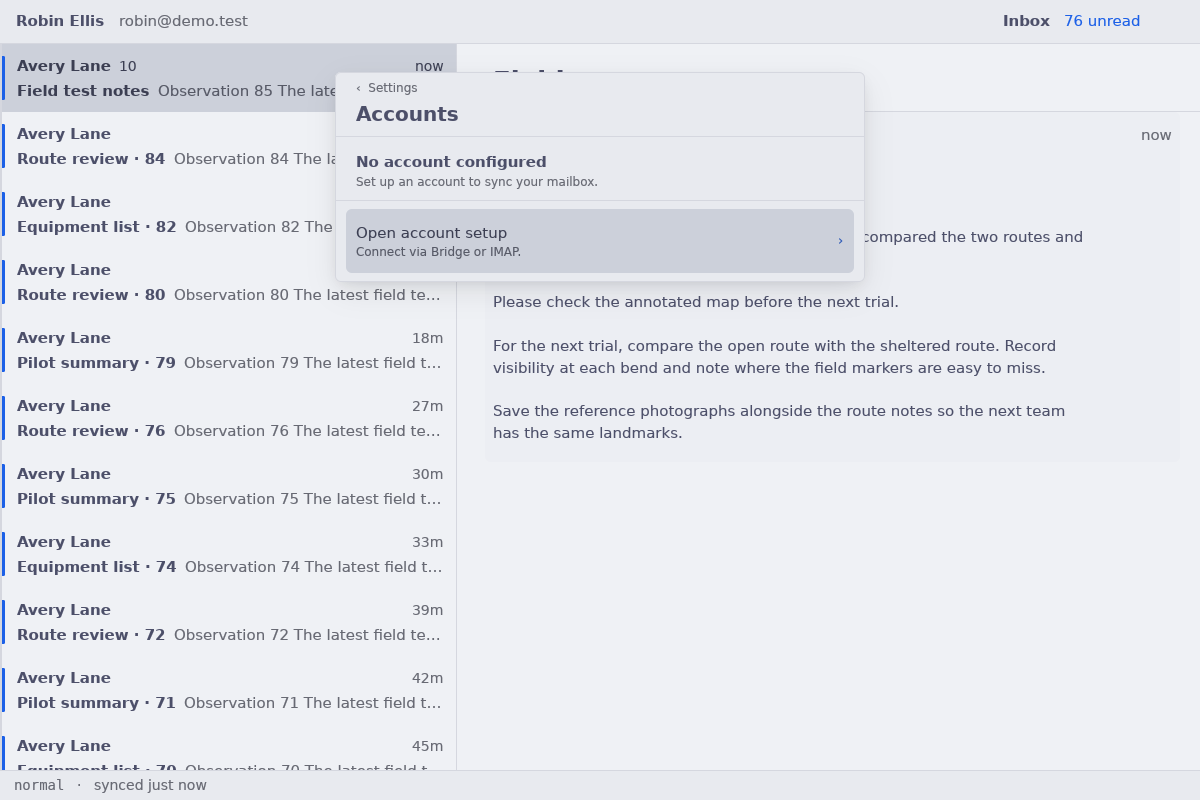 Robin Ellis robin@demo.test
Inbox 76 unread
Avery Lane 10 now
Field test notes Observation 85 The late
Avery Lane
Route review · 84 Observation 84 The la
Avery Lane
Equipment list · 82 Observation 82 The
Avery Lane
Route review · 80 Observation 80 The latest field te…
Avery Lane 18m
Pilot summary · 79 Observation 79 The latest field t…
Avery Lane 27m
Route review · 76 Observation 76 The latest field te…
Avery Lane 30m
Pilot summary · 75 Observation 75 The latest field t…
Avery Lane 33m
Equipment list · 74 Observation 74 The latest field t…
Avery Lane 39m
Route review · 72 Observation 72 The latest field te…
Avery Lane 42m
Pilot summary · 71 Observation 71 The latest field t…
Avery Lane 45m
Equipment list · 70 Observation 70 The latest field t…
‹ Settings
Accounts
No account configured
Set up an account to sync your mailbox.
Open account setup ›
Connect via Bridge or IMAP.
now
compared the two routes and
Please check the annotated map before the next trial.
For the next trial, compare the open route with the sheltered route. Record
visibility at each bend and note where the field markers are easy to miss.
Save the reference photographs alongside the route notes so the next team
has the same landmarks.
normal · synced just now